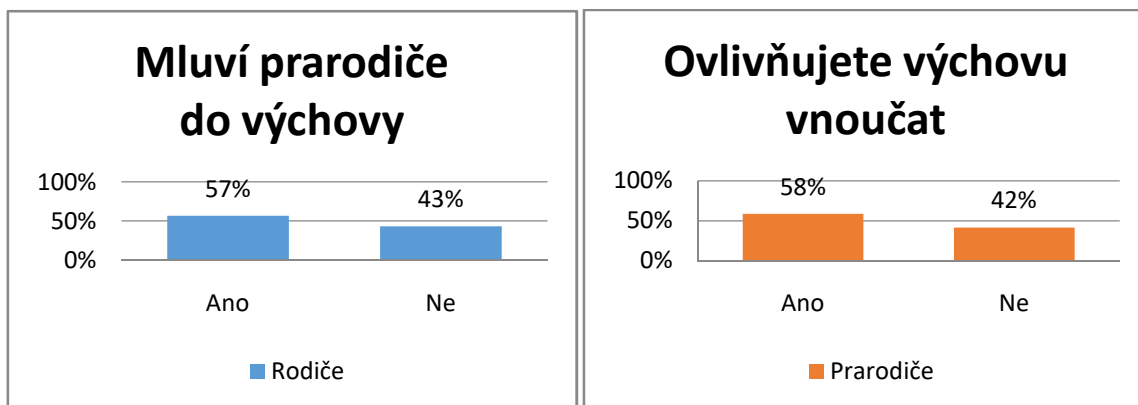 Mluví prarodiče
do výchovy
100%
50%
0%
57%
43%
Ano
Ne
Rodiče
Ovlivňujete výchovu
vnoučat
100%
50%
0%
58%
42%
Ano
Ne
Prarodiče